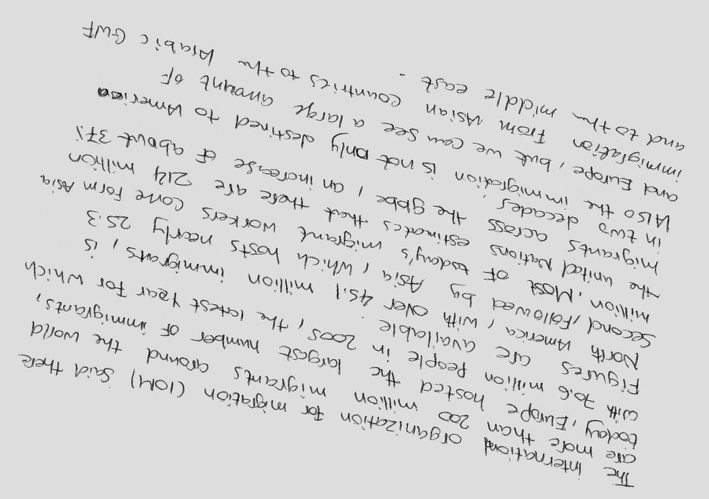 The international organization for migration (IOM) said there
are more than 200 million migrants around the world
today, Europe hosted the largest number of immigrants,
with 70.6 million people in 2005, the latest year for which
Figures are available.
North America, with over 45.1 million immigrants, is
second, Followed by Asia, which hosts nearly 25.3
million. Most of today's migrant workers come form Asia
the united Nations estimates that there are 214 million
migrants across the globe, an increase of about 37%
in two decades.
(Also the immigration is not only destined to America
and Europe, but we can see a large amount of
immigration From Asian countries to the Arabic GWF
and to the middle east.